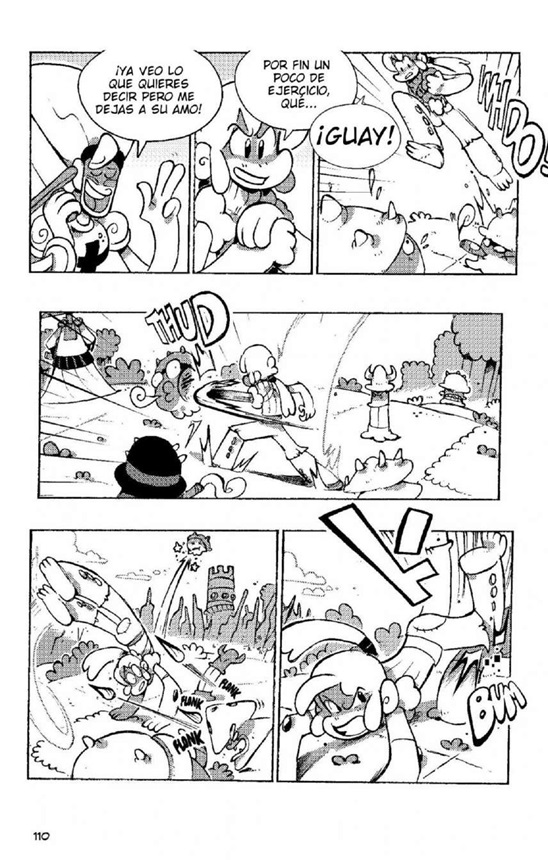 ¡YA VEO LO
QUE QUIERES
DECIR PERO ME
DEJAS A SU AMO!
POR FIN UN
POCO DE
EJERCICIO,
QUÉ...
¡GUAY!
WHDOO!
THUD
FLANK
FLANK
FLANK
BUM
110